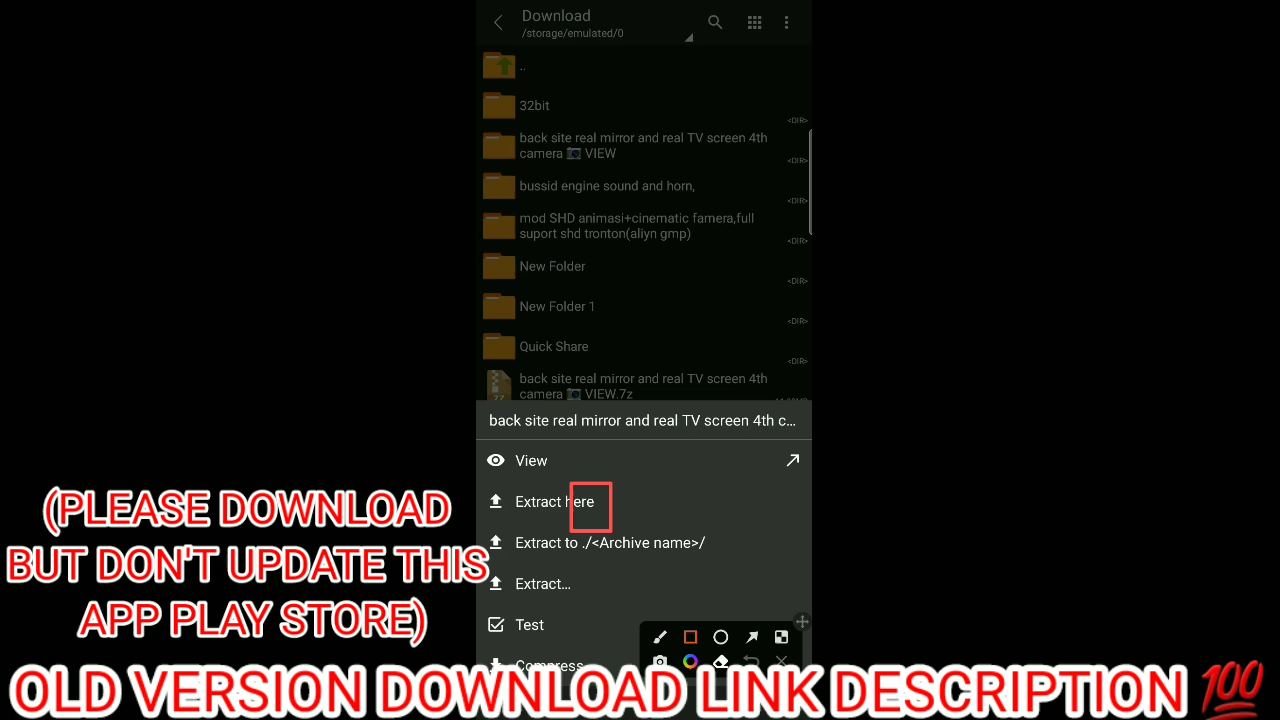 Download
/storage/emulated/0
..
32bit
<DIR>
back site real mirror and real TV screen 4th
camera 📷 VIEW
<DIR>
bussid engine sound and horn,
<DIR>
mod SHD animasi+cinematic famera,full
suport shd tronton(aliyn gmp)
<DIR>
New Folder
<DIR>
New Folder 1
<DIR>
Quick Share
<DIR>
back site real mirror and real TV screen 4th
camera 📷 VIEW.7z
back site real mirror and real TV screen 4th c...
View
Extract here
Extract to ./<Archive name>/
Extract...
Test
Compress
(PLEASE DOWNLOAD
BUT DON'T UPDATE THIS
APP PLAY STORE)
OLD VERSION DOWNLOAD LINK DESCRIPTION 💯